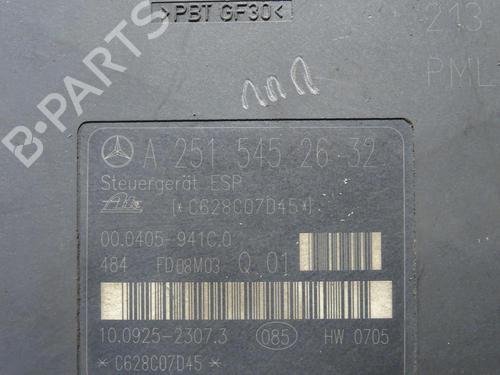 >PBT GF30<
213
PML
B-PARTS
A 251 545 26 32
Steuergerät ESP
Ate [*C628C07D45*]
00.0405-941C.0
484 FD08M03 Q 01
10.0925-2307.3 085 HW 0705
*C628C07D45*